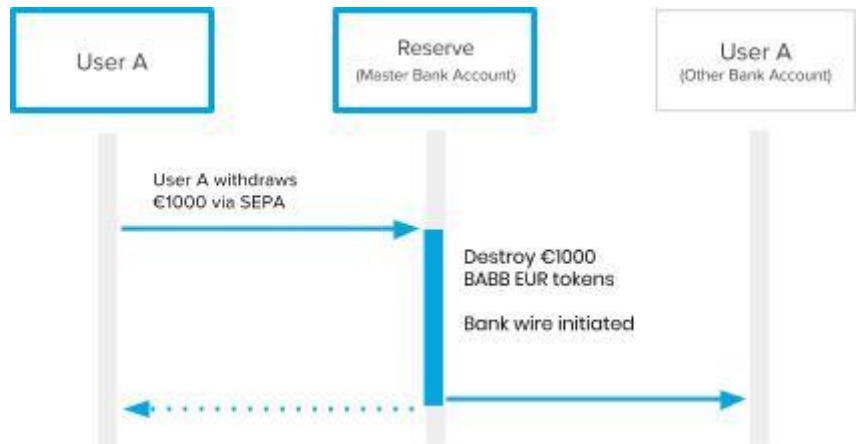 User A
Reserve
(Master Bank Account)
User A
(Other Bank Account)
User A withdraws
€1000 via SEPA
Destroy €1000
BABB EUR tokens
Bank wire initiated